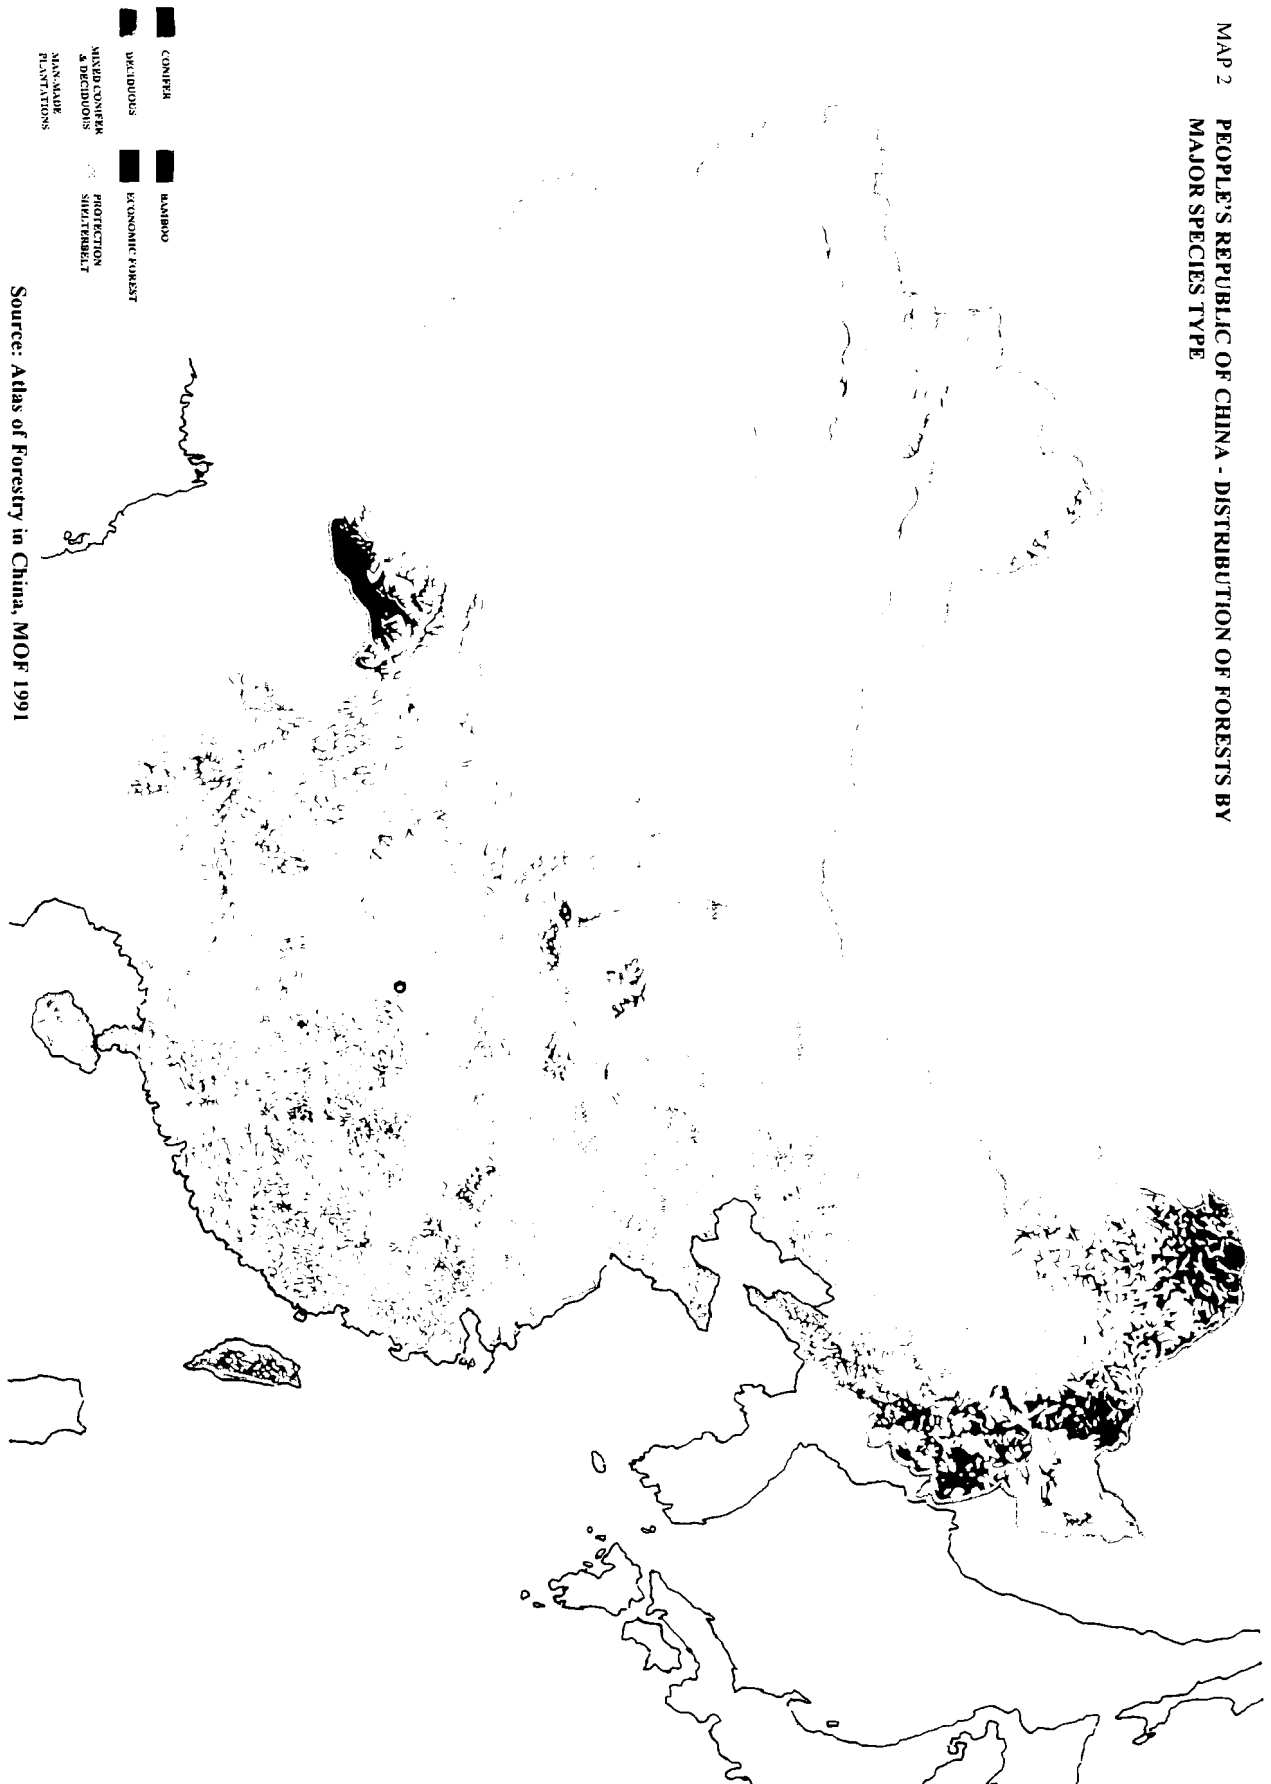 MAP 2 PEOPLE'S REPUBLIC OF CHINA - DISTRIBUTION OF FORESTS BY
MAJOR SPECIES TYPE
CONIFER
DECIDUOUS
MIXED CONIFER
& DECIDUOUS
MAN-MADE
PLANTATIONS
BAMBOO
ECONOMIC FOREST
PROTECTION
SHELTERBELT
Source: Atlas of Forestry in China, MOF 1991